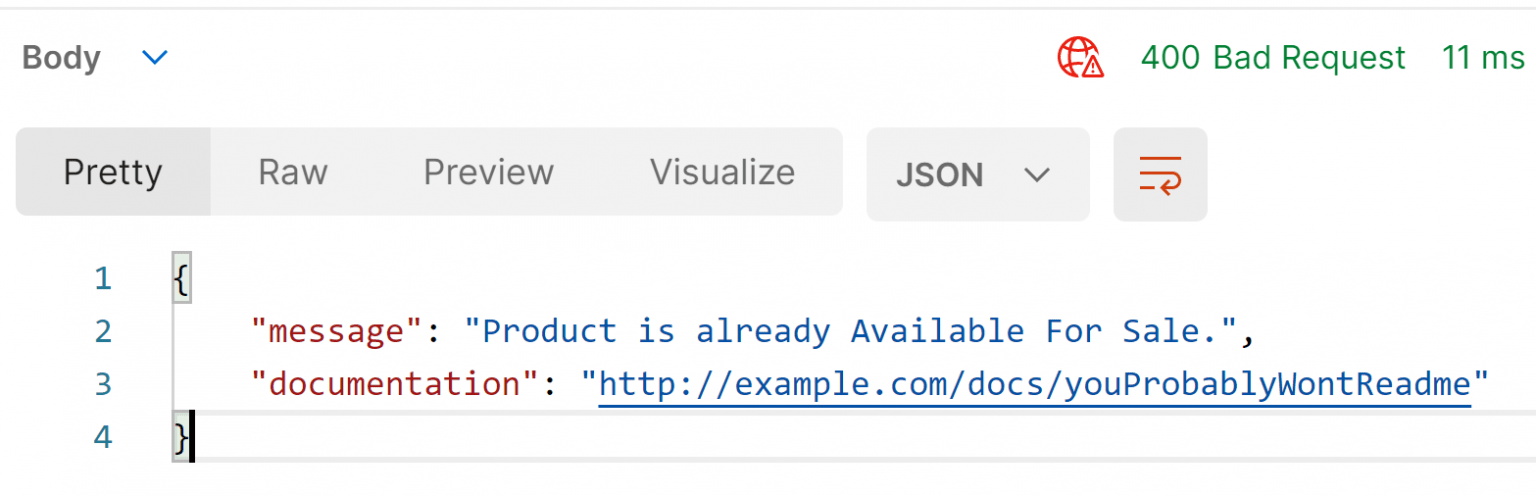 Body 400 Bad Request 11 ms
Pretty Raw Preview Visualize JSON
1 {
2 "message": "Product is already Available For Sale.",
3 "documentation": "http://example.com/docs/youProbablyWontReadme"
4 }